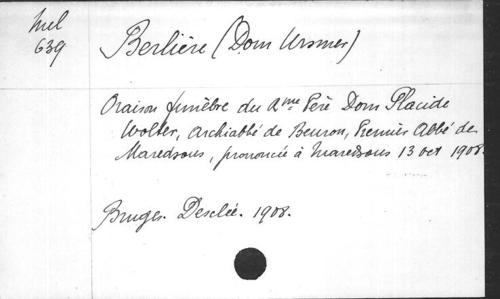 Mel
639
Berlière (Dom Ursmer)
Oraison funèbre du Rme Père Dom Placide
Wolter, Archiabbé de Beuron, Premier Abbé de
Maredsous, prononcée à Maredsous 13 oct 1908.
Bruges. Desclée. 1908.